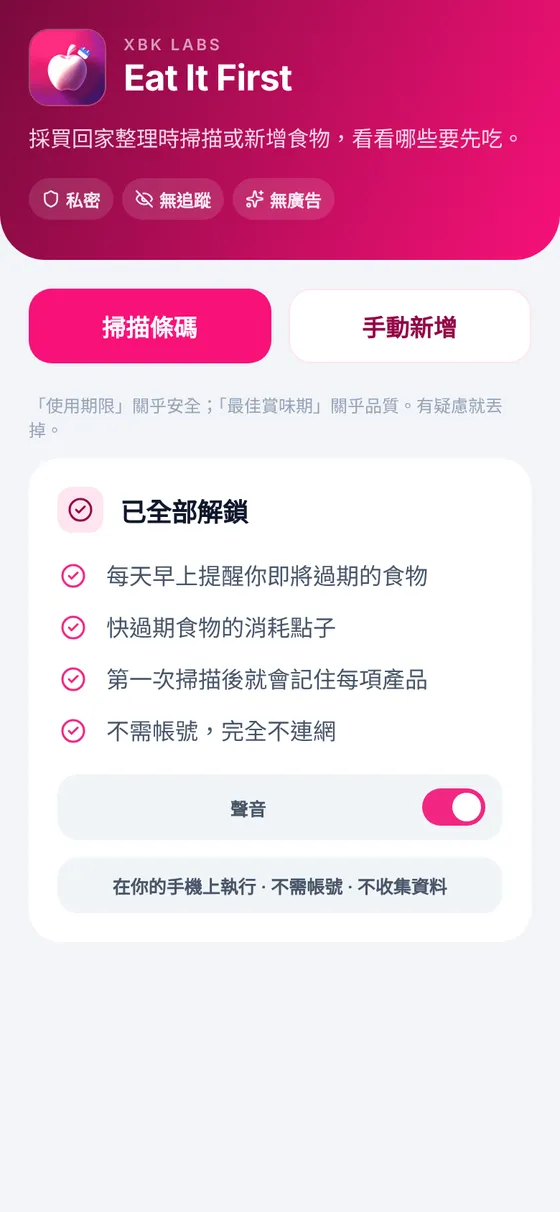 XBK LABS
Eat It First
採買回家整理時掃描或新增食物，看看哪些要先吃。
私密
無追蹤
無廣告
掃描條碼
手動新增
「使用期限」關乎安全；「最佳賞味期」關乎品質。有疑慮就丟
掉。
已全部解鎖
每天早上提醒你即將過期的食物
快過期食物的消耗點子
第一次掃描後就會記住每項產品
不需帳號，完全不連網
聲音
在你的手機上執行 · 不需帳號 · 不收集資料